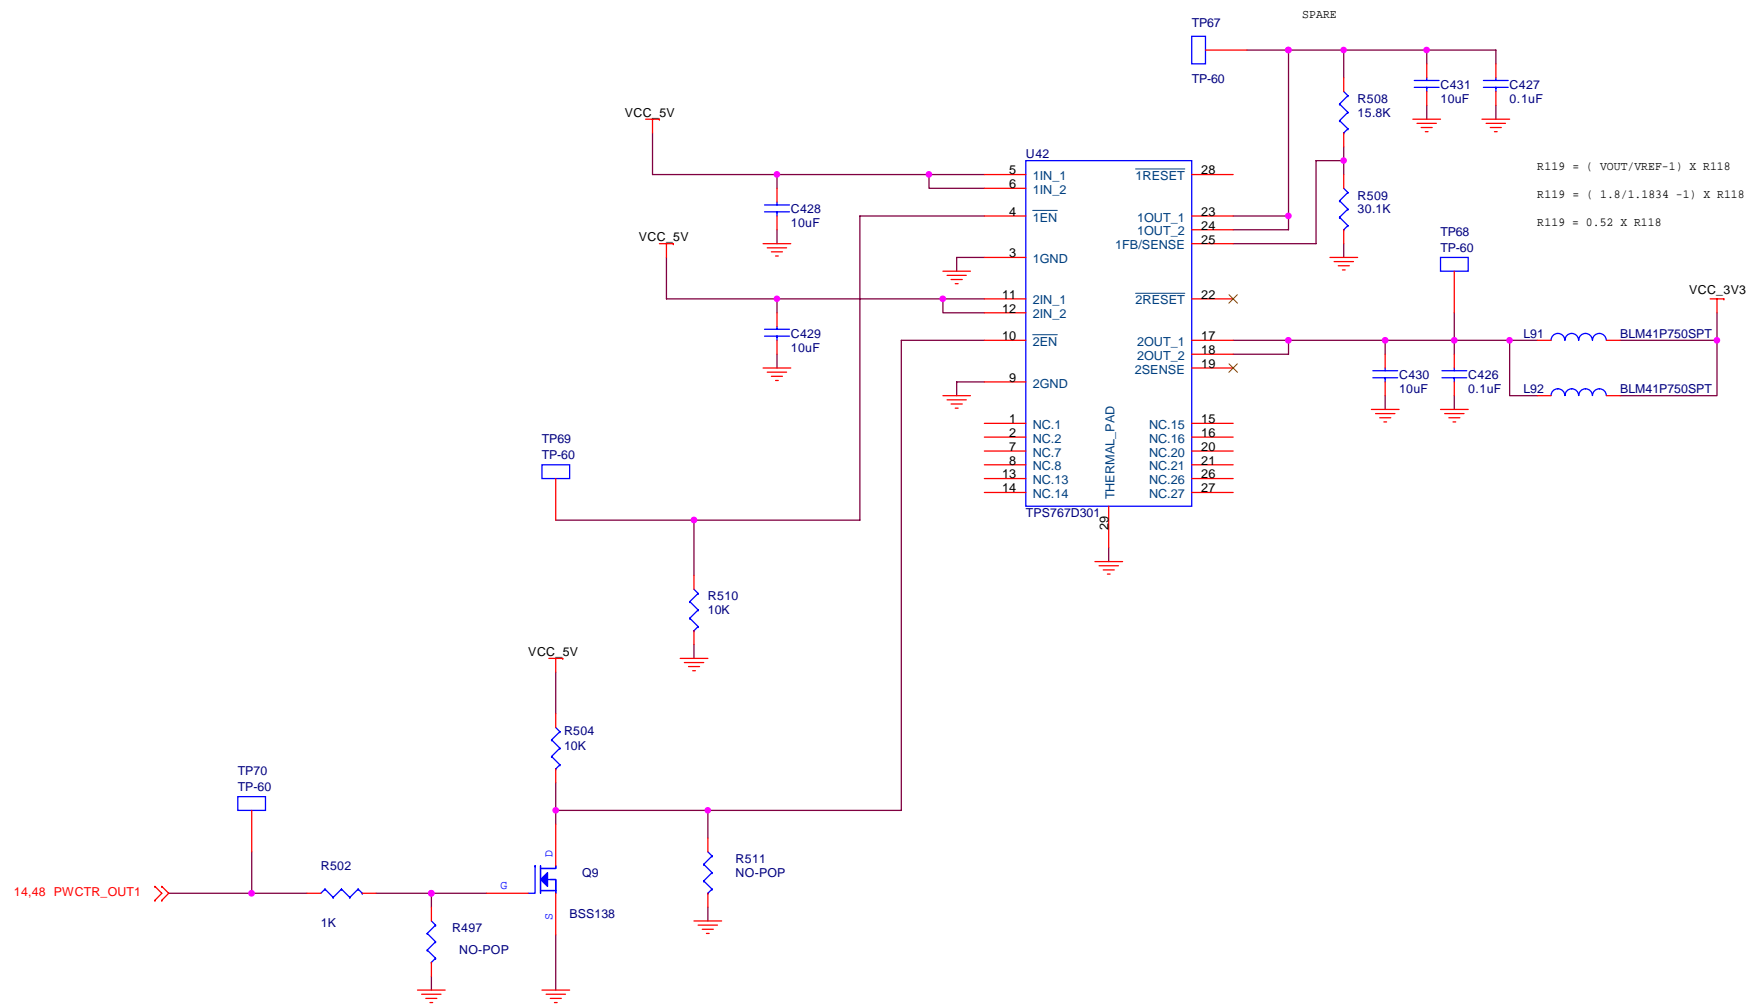 SPARE
TP67
TP-60
C431
10uF
C427
0.1uF
R508
15.8K
VCC_5V
U42
R119 = ( VOUT/VREF-1) X R118
R119 = ( 1.8/1.1834 -1) X R118
R119 = 0.52 X R118
5 1IN_1
6 1IN_2
4 1EN
3 1GND
11 2IN_1
12 2IN_2
10 2EN
9 2GND
1 NC.1
2 NC.2
7 NC.7
8 NC.8
13 NC.13
14 NC.14
1RESET 28
1OUT_1 23
1OUT_2 24
1FB/SENSE 25
2RESET 22
2OUT_1 17
2OUT_2 18
2SENSE 19
NC.15 15
NC.16 16
NC.20 20
NC.21 21
NC.26 26
NC.27 27
THERMAL_PAD
29
TPS767D301
C428
10uF
VCC_5V
C429
10uF
R509
30.1K
TP68
TP-60
VCC_3V3
L91
BLM41P750SPT
L92
BLM41P750SPT
C430
10uF
C426
0.1uF
TP69
TP-60
R510
10K
VCC_5V
R504
10K
TP70
TP-60
R502
1K
14,48 PWCTR_OUT1
G
D
S
Q9
BSS138
R511
NO-POP
R497
NO-POP